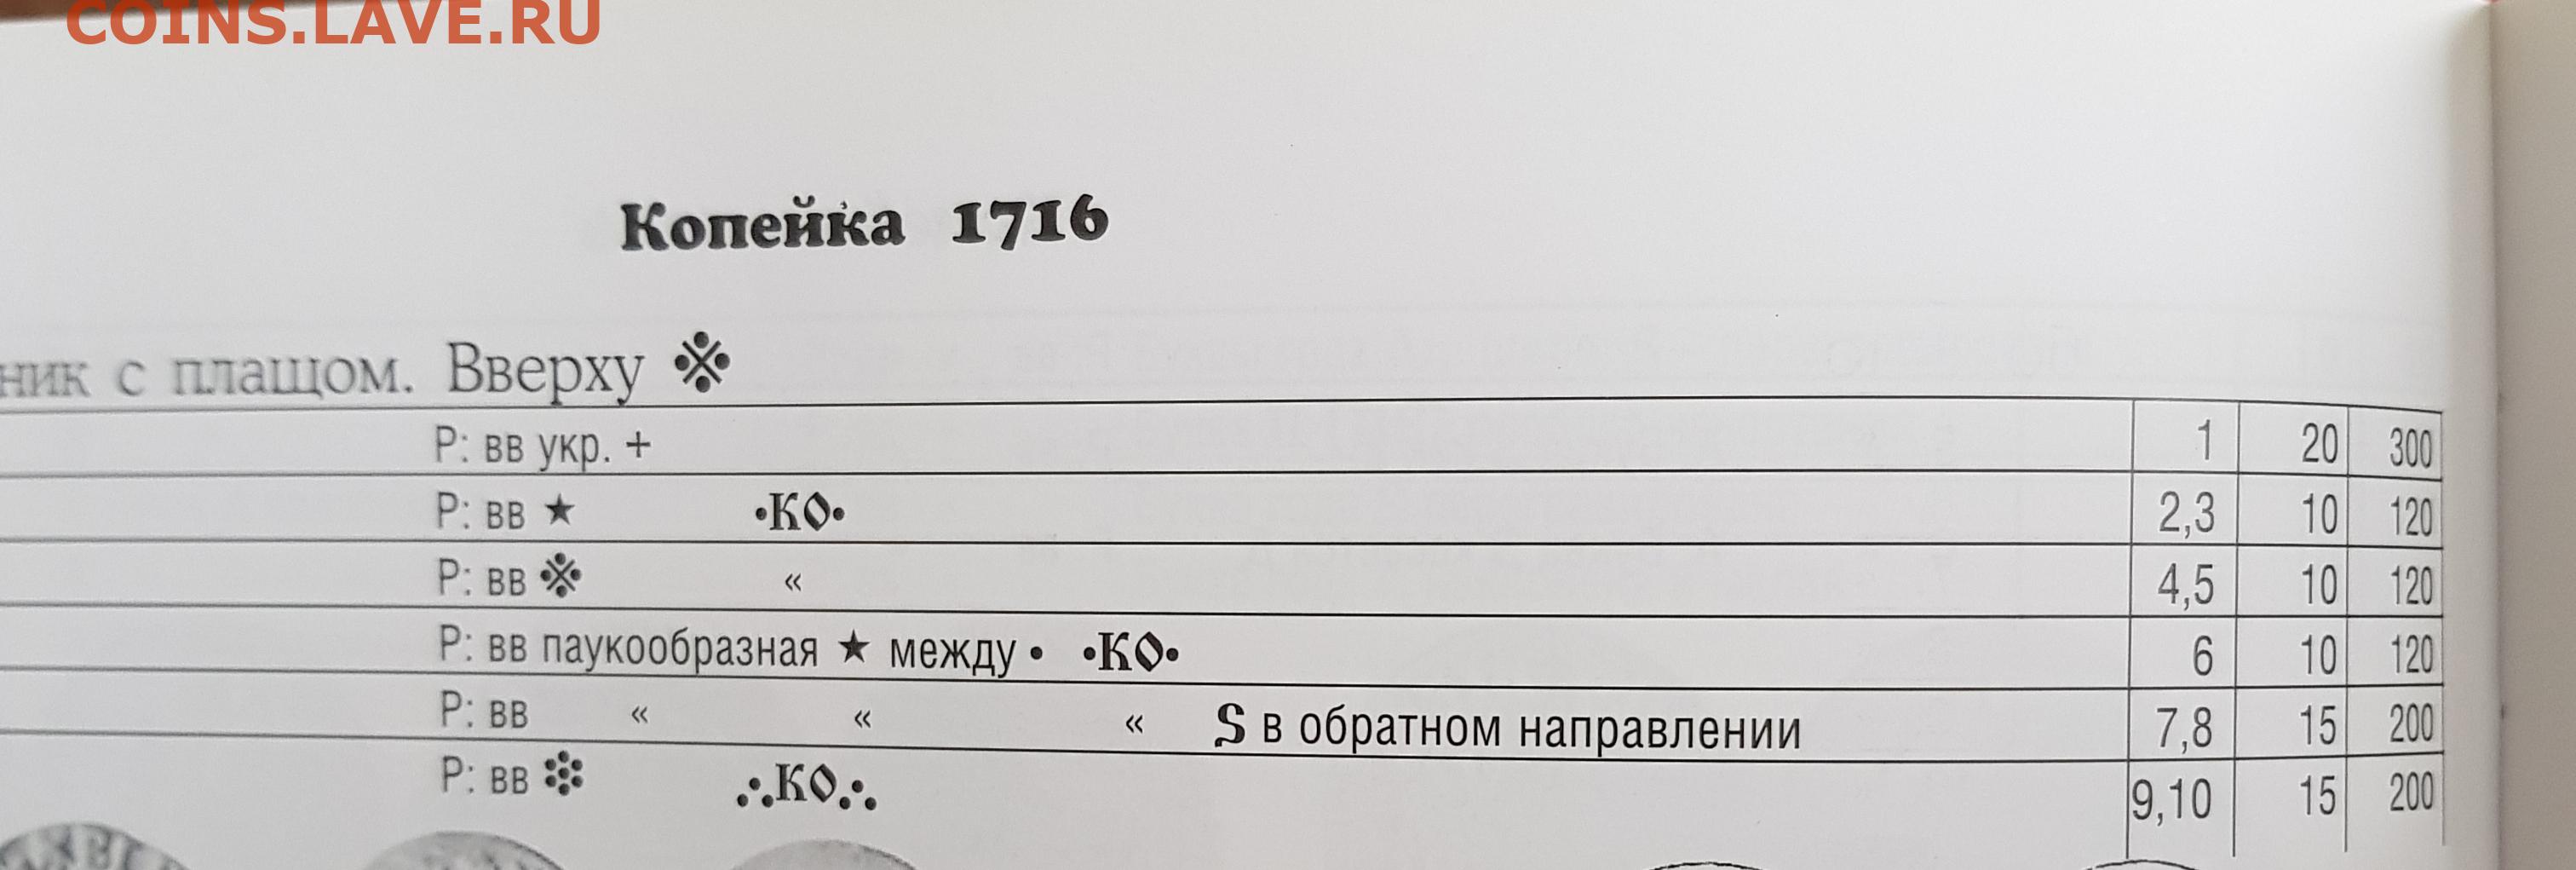 COINS.LAVE.RU
Копейка 1716
ник с плащом. Вверху ※
Р: вв укр. + 1 20 300
Р: вв ★ •КО• 2,3 10 120
Р: вв ※ « 4,5 10 120
Р: вв паукообразная ★ между • •КО• 6 10 120
Р: вв « « « S в обратном направлении 7,8 15 200
Р: вв ፨ ⛬КО⛬ 9,10 15 200